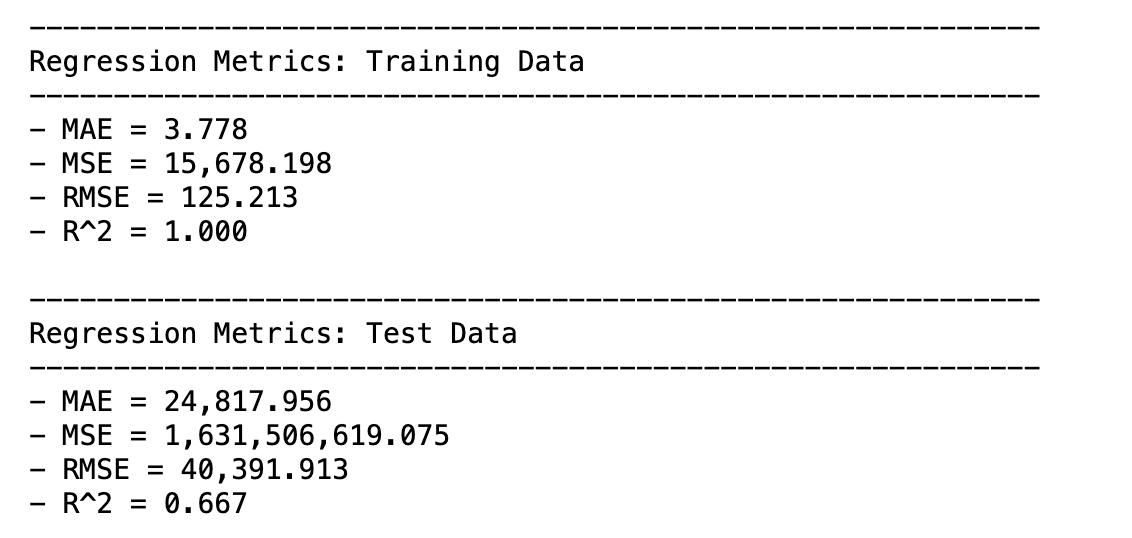 ------------------------------------------------------------
Regression Metrics: Training Data
------------------------------------------------------------
- MAE = 3.778
- MSE = 15,678.198
- RMSE = 125.213
- R^2 = 1.000
------------------------------------------------------------
Regression Metrics: Test Data
------------------------------------------------------------
- MAE = 24,817.956
- MSE = 1,631,506,619.075
- RMSE = 40,391.913
- R^2 = 0.667